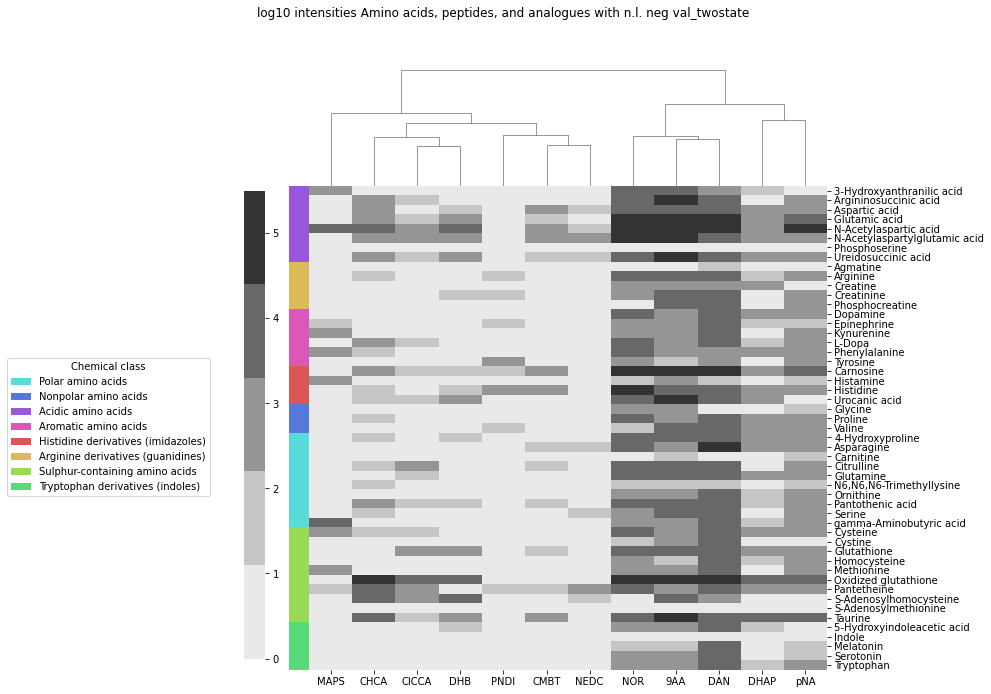 log10 intensities Amino acids, peptides, and analogues with n.l. neg val_twostate
5
4
3
2
1
0
Chemical class
Polar amino acids
Nonpolar amino acids
Acidic amino acids
Aromatic amino acids
Histidine derivatives (imidazoles)
Arginine derivatives (guanidines)
Sulphur-containing amino acids
Tryptophan derivatives (indoles)
3-Hydroxyanthranilic acid
Argininosuccinic acid
Aspartic acid
Glutamic acid
N-Acetylaspartic acid
N-Acetylaspartylglutamic acid
Phosphoserine
Ureidosuccinic acid
Agmatine
Arginine
Creatine
Creatinine
Phosphocreatine
Dopamine
Epinephrine
Kynurenine
L-Dopa
Phenylalanine
Tyrosine
Carnosine
Histamine
Histidine
Urocanic acid
Glycine
Proline
Valine
4-Hydroxyproline
Asparagine
Carnitine
Citrulline
Glutamine
N6,N6,N6-Trimethyllysine
Ornithine
Pantothenic acid
Serine
gamma-Aminobutyric acid
Cysteine
Cystine
Glutathione
Homocysteine
Methionine
Oxidized glutathione
Pantetheine
S-Adenosylhomocysteine
S-Adenosylmethionine
Taurine
5-Hydroxyindoleacetic acid
Indole
Melatonin
Serotonin
Tryptophan
MAPS CHCA ClCCA DHB PNDI CMBT NEDC NOR 9AA DAN DHAP pNA